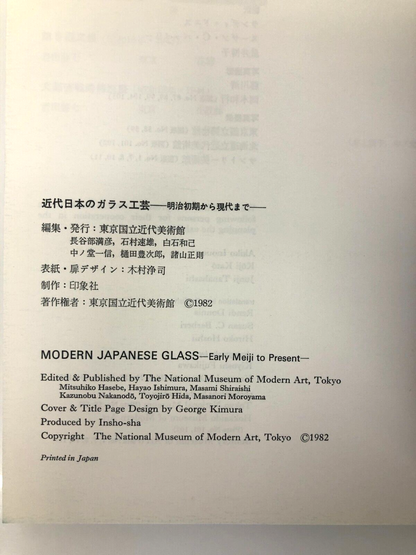 近代日本のガラス工芸──明治初期から現代まで──
編集・発行：東京国立近代美術館
長谷部満彦，石村速雄，白石和己
中ノ堂一信，樋田豊次郎，諸山正則
表紙・扉デザイン：木村浄司
制作：印象社
著作権者：東京国立近代美術館　©1982
MODERN JAPANESE GLASS—Early Meiji to Present—
Edited & Published by The National Museum of Modern Art, Tokyo
Mitsuhiko Hasebe, Hayao Ishimura, Masami Shiraishi
Kazunobu Nakanodō, Toyojirō Hida, Masanori Moroyama
Cover & Title Page Design by George Kimura
Produced by Insho-sha
Copyright The National Museum of Modern Art, Tokyo ©1982
Printed in Japan